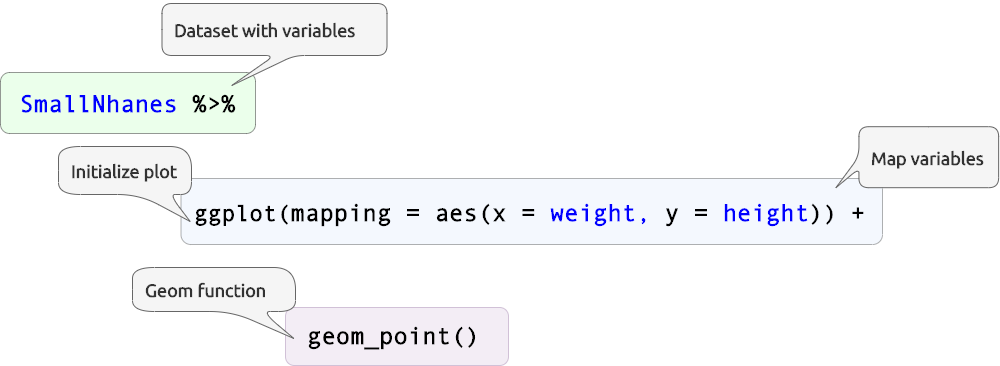 Dataset with variables
SmallNhanes %>%
Initialize plot
Map variables
ggplot(mapping = aes(x = weight, y = height)) +
Geom function
geom_point()